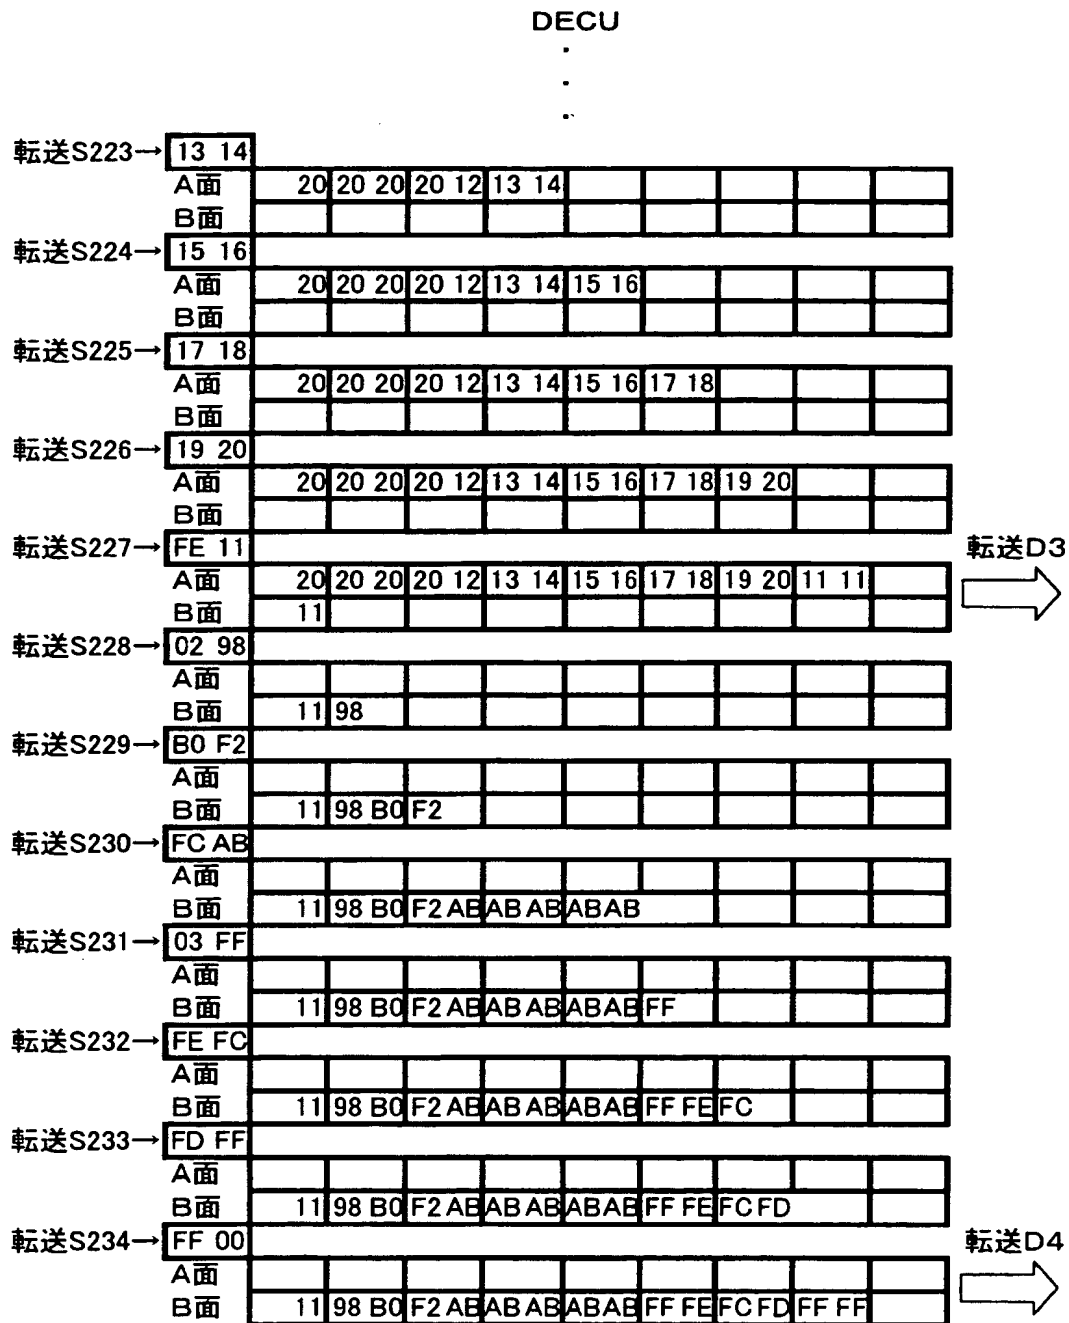 DECU
転送S223→ 13 14
A面 20 20 20 20 12 13 14
B面
転送S224→ 15 16
A面 20 20 20 20 12 13 14 15 16
B面
転送S225→ 17 18
A面 20 20 20 20 12 13 14 15 16 17 18
B面
転送S226→ 19 20
A面 20 20 20 20 12 13 14 15 16 17 18 19 20
B面
転送S227→ FE 11 転送D3
A面 20 20 20 20 12 13 14 15 16 17 18 19 20 11 11
B面 11
転送S228→ 02 98
A面
B面 11 98
転送S229→ B0 F2
A面
B面 11 98 B0 F2
転送S230→ FC AB
A面
B面 11 98 B0 F2 AB AB AB AB AB
転送S231→ 03 FF
A面
B面 11 98 B0 F2 AB AB AB AB AB FF
転送S232→ FE FC
A面
B面 11 98 B0 F2 AB AB AB AB AB FF FE FC
転送S233→ FD FF
A面
B面 11 98 B0 F2 AB AB AB AB AB FF FE FC FD
転送S234→ FF 00 転送D4
A面
B面 11 98 B0 F2 AB AB AB AB AB FF FE FC FD FF FF